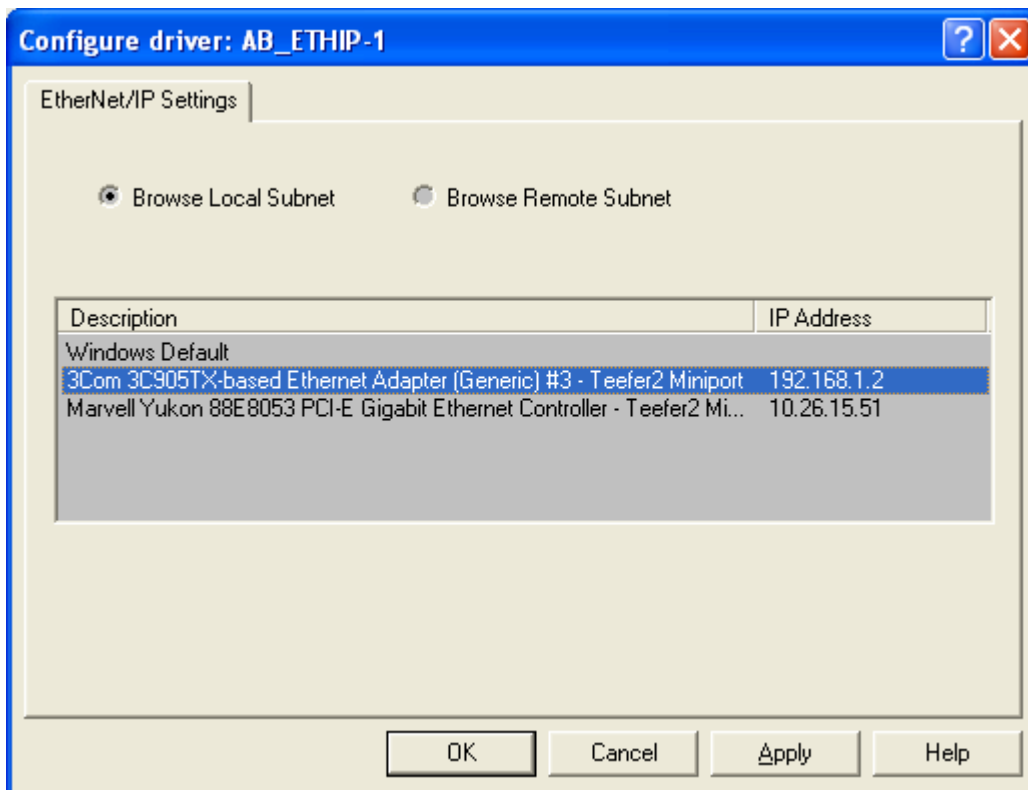 Configure driver: AB_ETHIP-1
EtherNet/IP Settings
Browse Local Subnet Browse Remote Subnet
Description IP Address
Windows Default
3Com 3C905TX-based Ethernet Adapter (Generic) #3 - Teefer2 Miniport 192.168.1.2
Marvell Yukon 88E8053 PCI-E Gigabit Ethernet Controller - Teefer2 Mi... 10.26.15.51
OK Cancel Apply Help